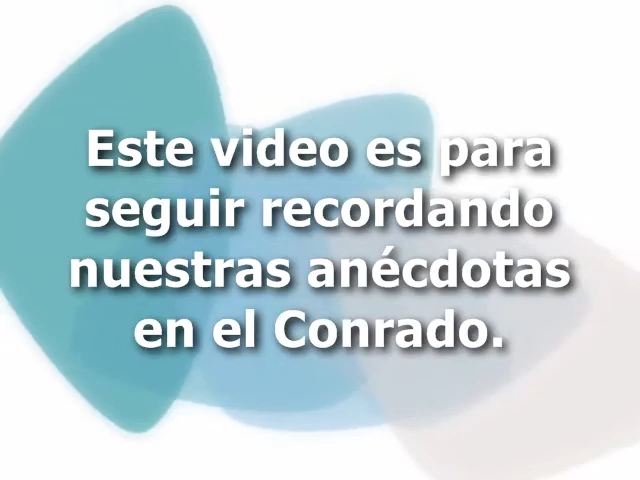 Este video es para
seguir recordando
nuestras anécdotas
en el Conrado.